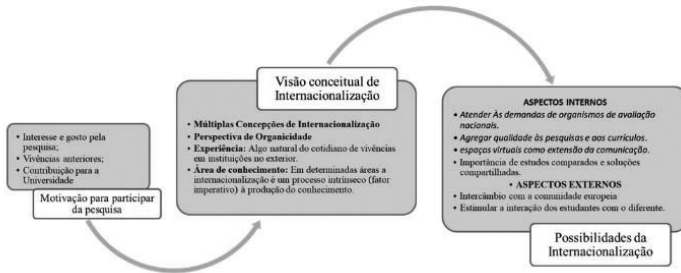 • Interesse e gosto pela
pesquisa;
• Vivências anteriores;
• Contribuição para a
Universidade
Motivação para participar
da pesquisa
Visão conceitual de
Internacionalização
• Múltiplas Concepções de Internacionalização
• Perspectiva de Organicidade
• Experiência: Algo natural do cotidiano de vivências
em instituições no exterior.
• Área de conhecimento: Em determinadas áreas a
internacionalização é um processo intrínseco (fator
imperativo) à produção do conhecimento.
ASPECTOS INTERNOS
• Atender Às demandas de organismos de avaliação
nacionais.
• Agregar qualidade às pesquisas e aos currículos.
• espaços virtuais como extensão da comunicação.
• Importância de estudos comparados e soluções
compartilhadas.
• ASPECTOS EXTERNOS
• Intercâmbio com a comunidade europeia
• Estimular a interação dos estudantes com o diferente.
Possibilidades da
Internacionalização